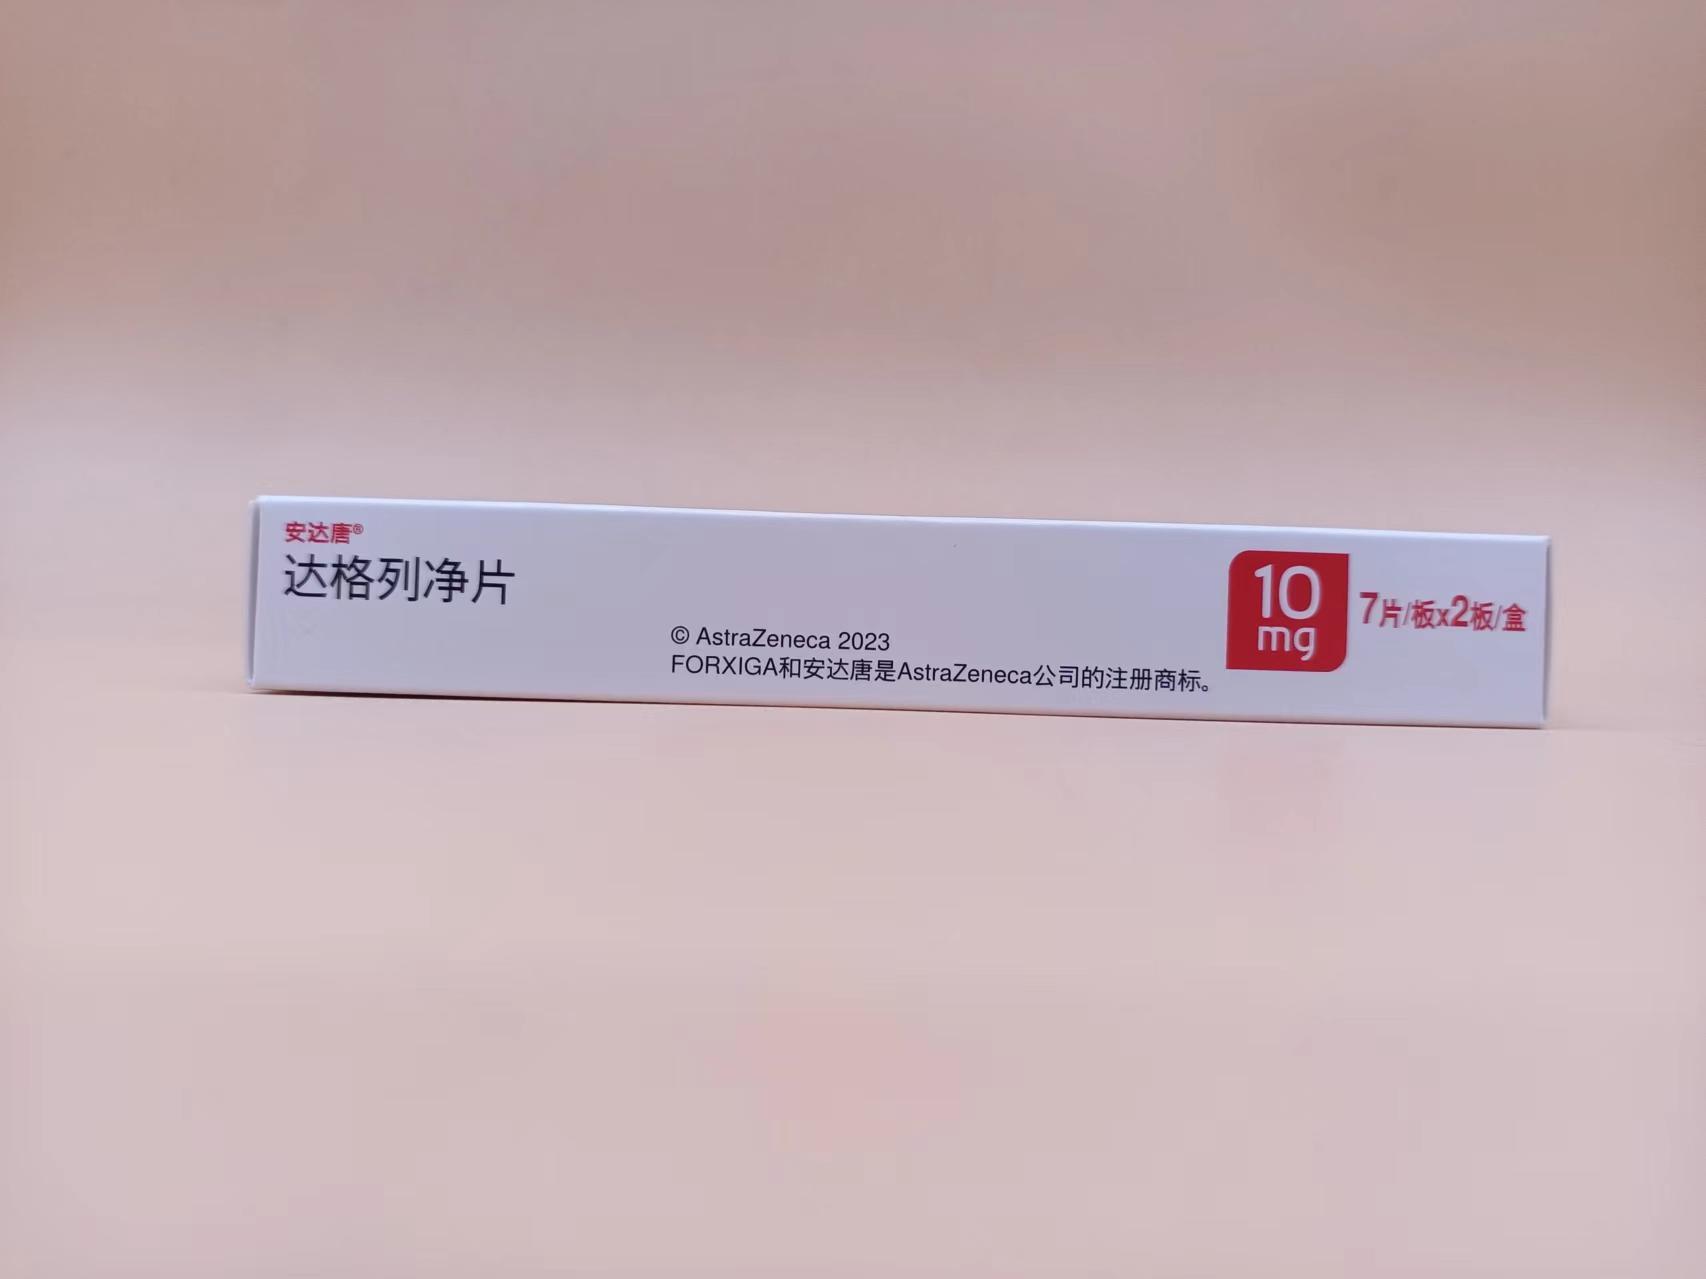 安达唐®
达格列净片
© AstraZeneca 2023
FORXIGA和安达唐是AstraZeneca公司的注册商标。
10
mg
7片/板x2板/盒